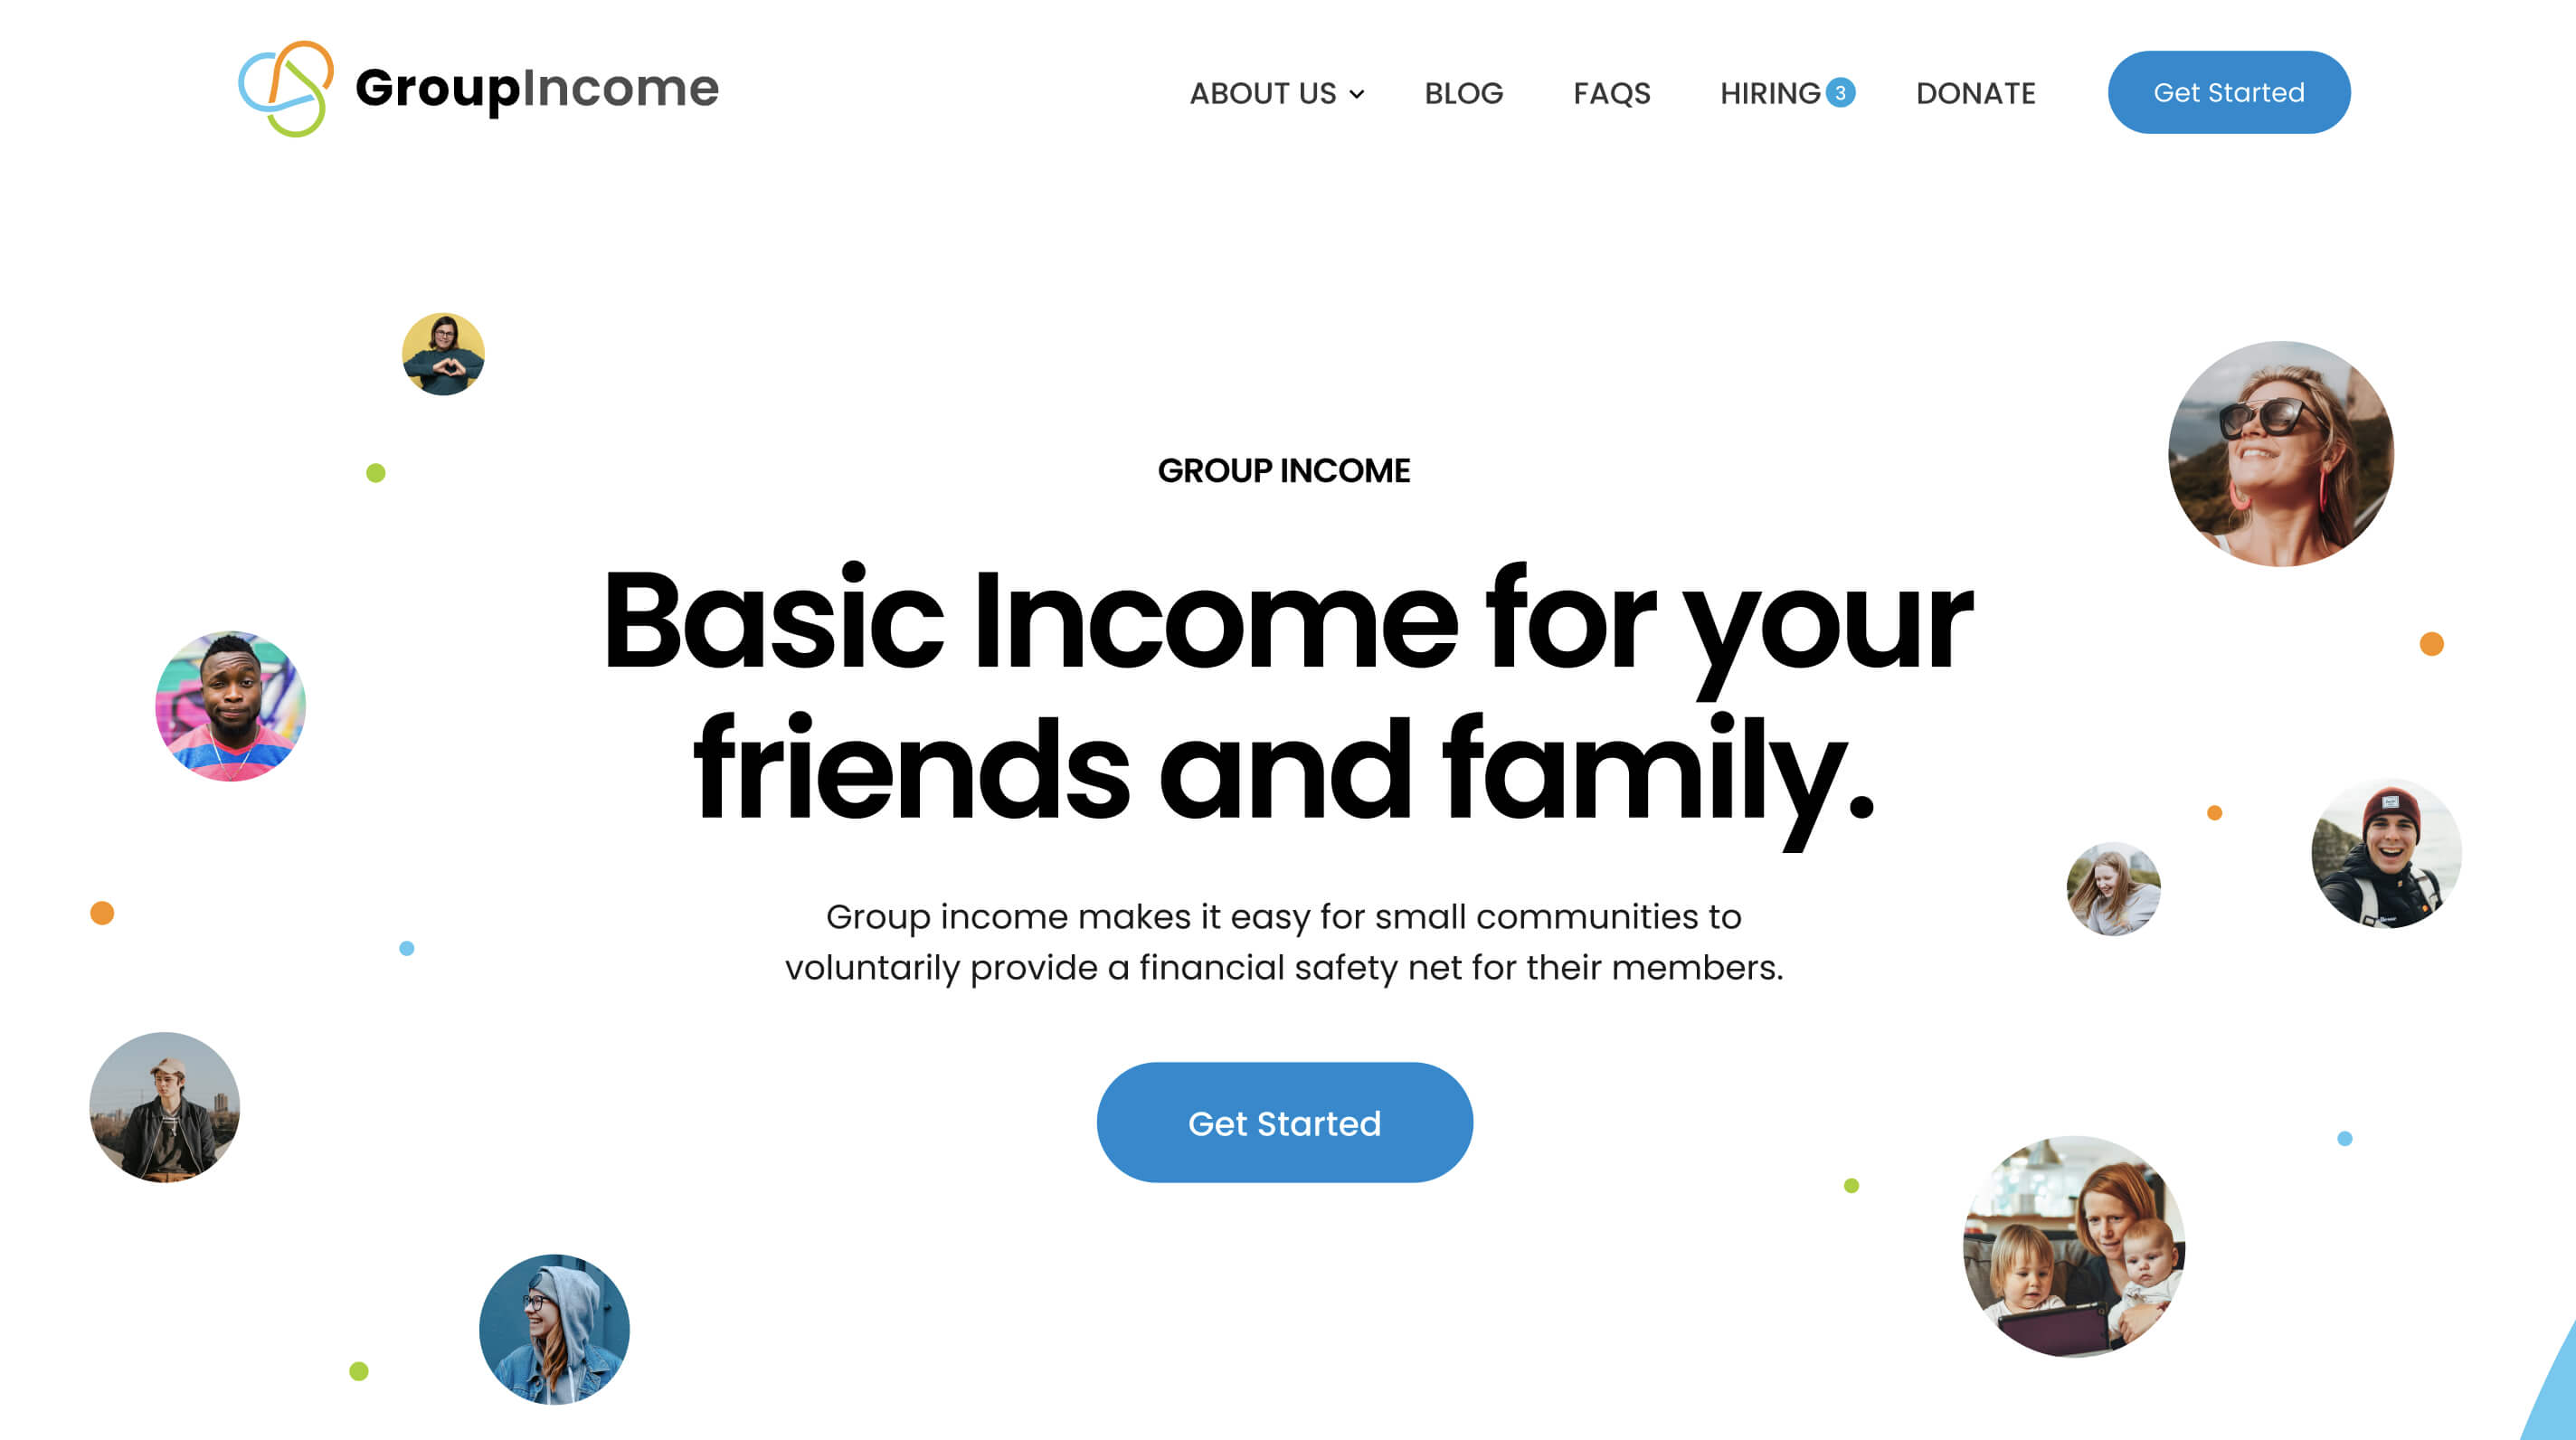 GroupIncome
ABOUT US
BLOG
FAQS
HIRING 3
DONATE
Get Started
GROUP INCOME
Basic Income for your
friends and family.
Group income makes it easy for small communities to
voluntarily provide a financial safety net for their members.
Get Started